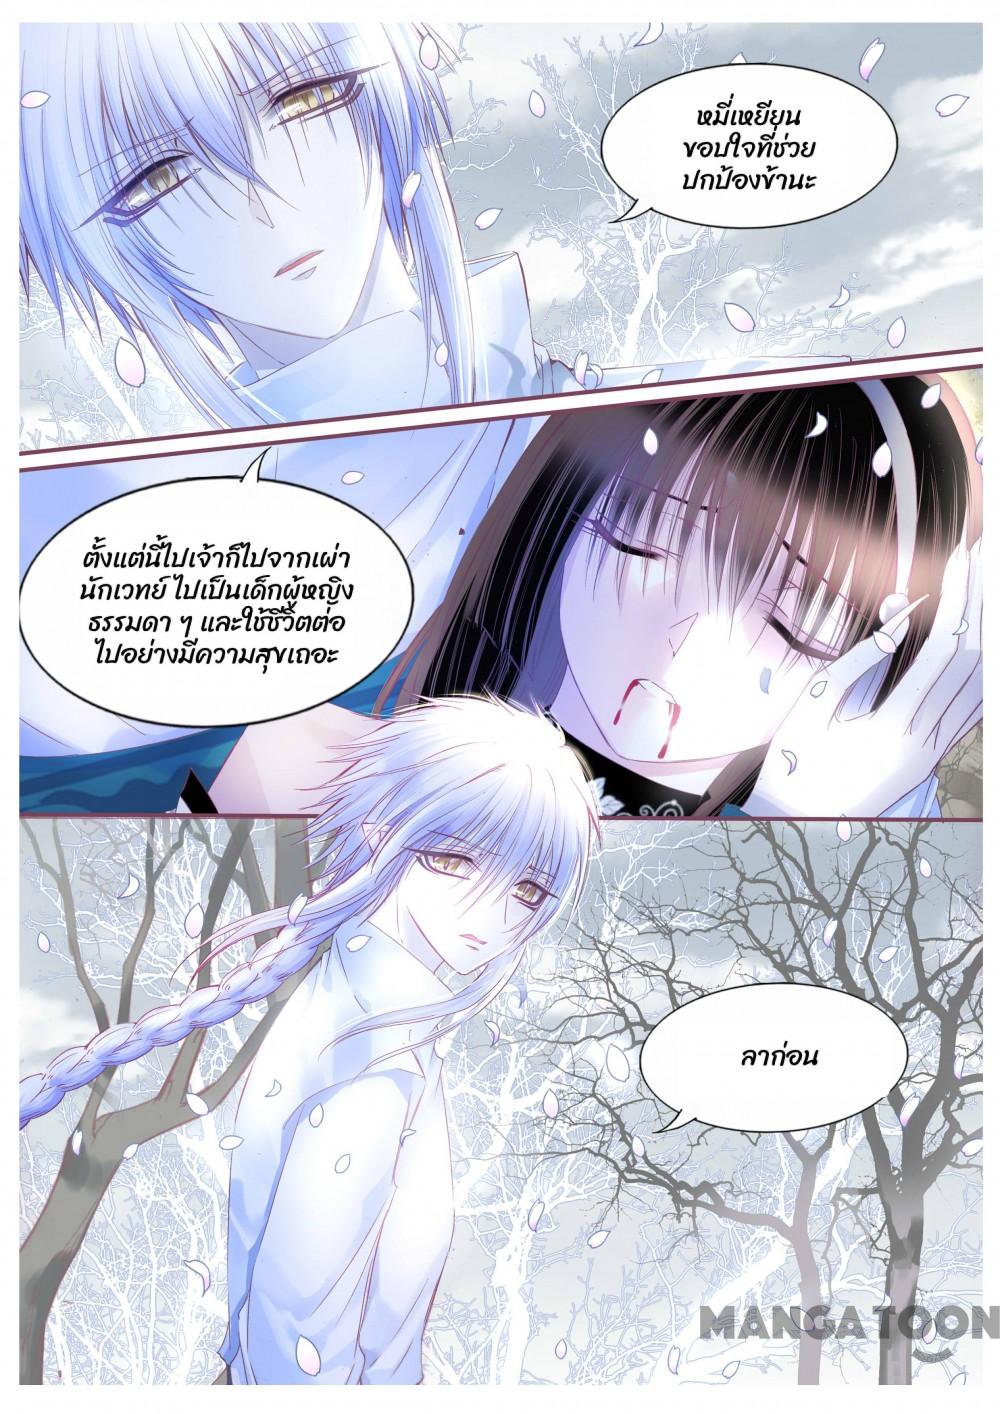 หมี่เหยียน
ขอบใจที่ช่วย
ปกป้องข้านะ
ตั้งแต่นี้ไปเจ้าก็ไปจากเผ่า
นักเวทย์ ไปเป็นเด็กผู้หญิง
ธรรมดา ๆ และใช้ชีวิตต่อ
ไปอย่างมีความสุขเถอะ
ลาก่อน
MANGATOON